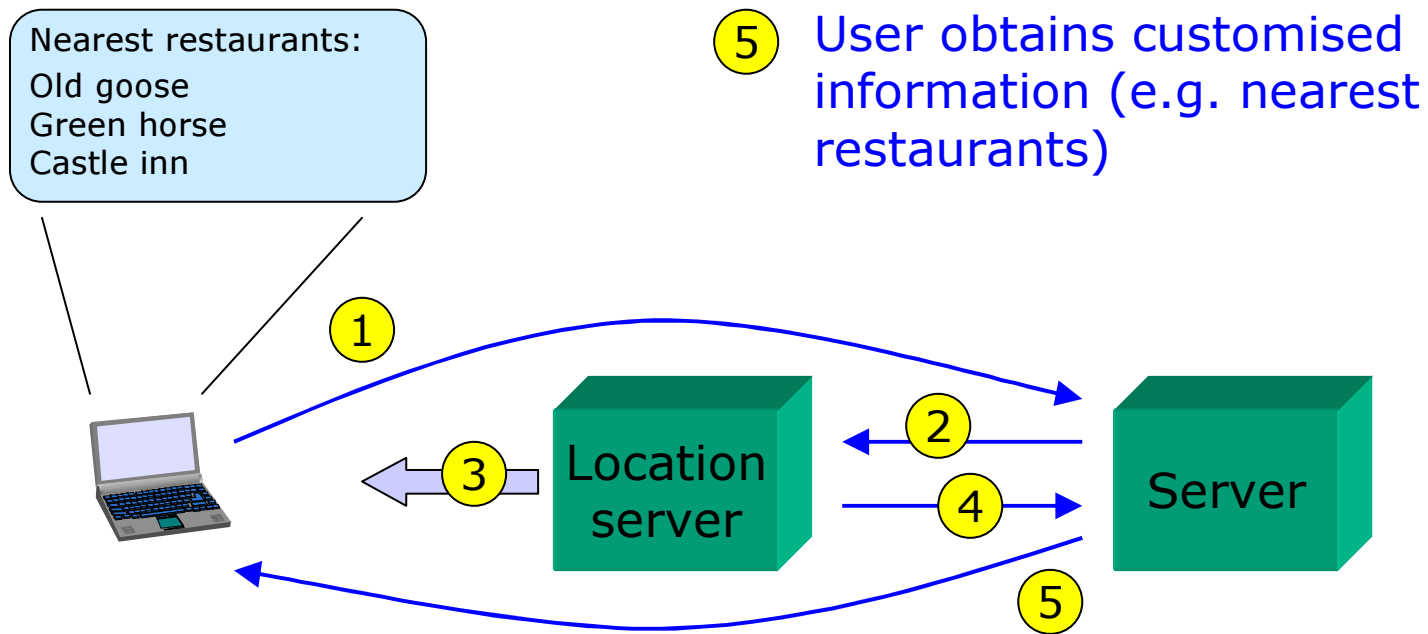 Nearest restaurants:
Old goose
Green horse
Castle inn
5 User obtains customised
information (e.g. nearest
restaurants)
1
2
3
Location
server
4
Server
5